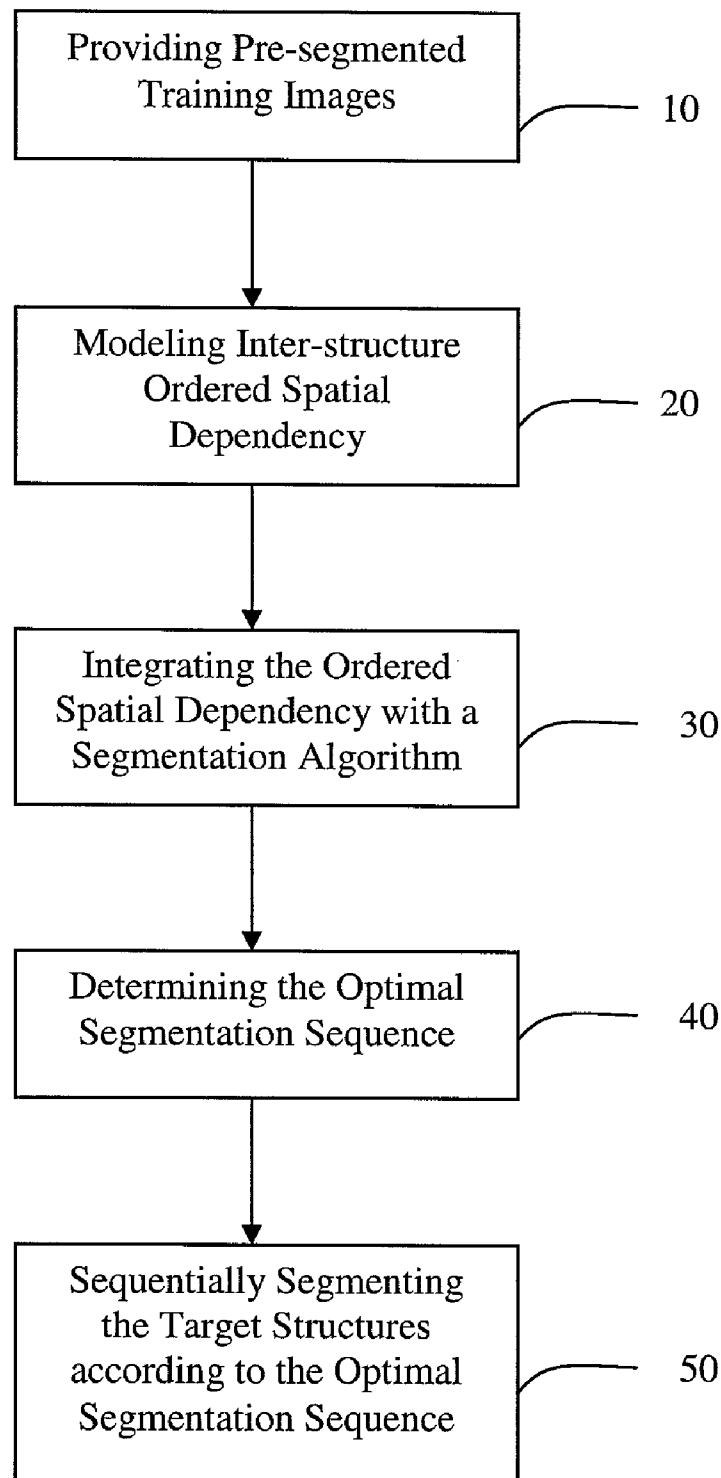 Providing Pre-segmented
Training Images
10
Modeling Inter-structure
Ordered Spatial
Dependency
20
Integrating the Ordered
Spatial Dependency with a
Segmentation Algorithm
30
Determining the Optimal
Segmentation Sequence
40
Sequentially Segmenting
the Target Structures
according to the Optimal
Segmentation Sequence
50